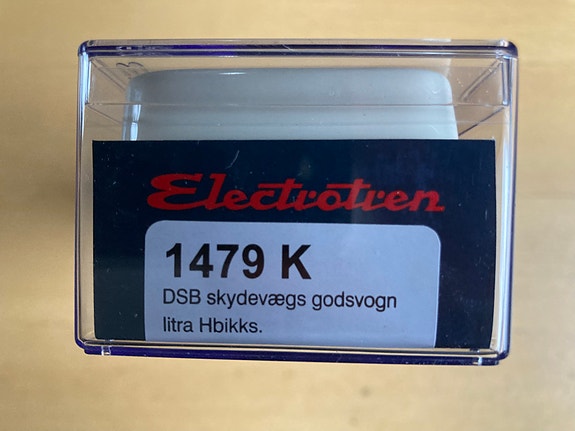 Electrotren
1479 K
DSB skydevægs godsvogn
litra Hbikks.